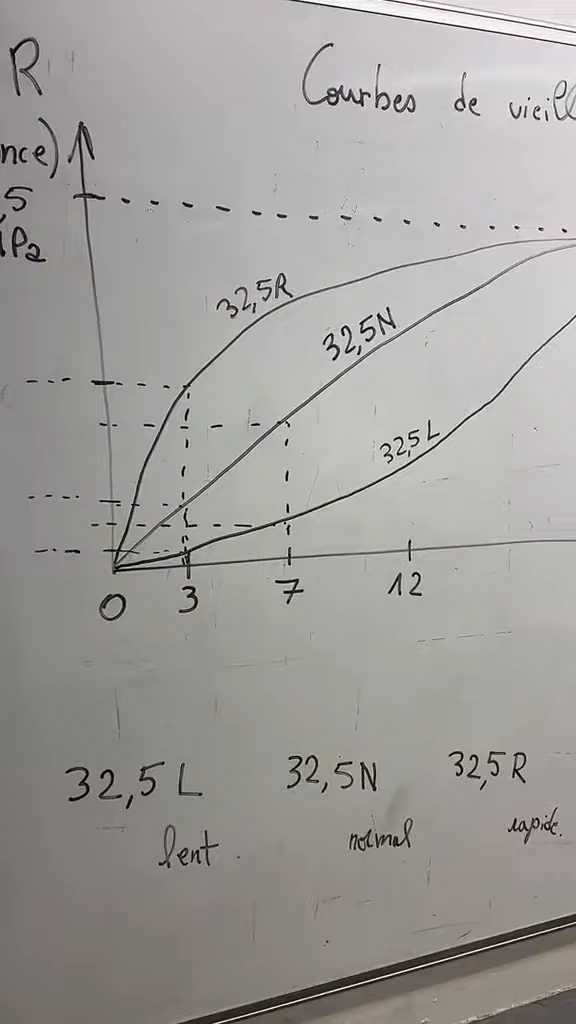 R
Courbes de vieill
nce)
,5
Pa
32,5R
32,5N
32,5L
0 3 7 12
32,5 L 32,5N 32,5R
lent. normal rapide.